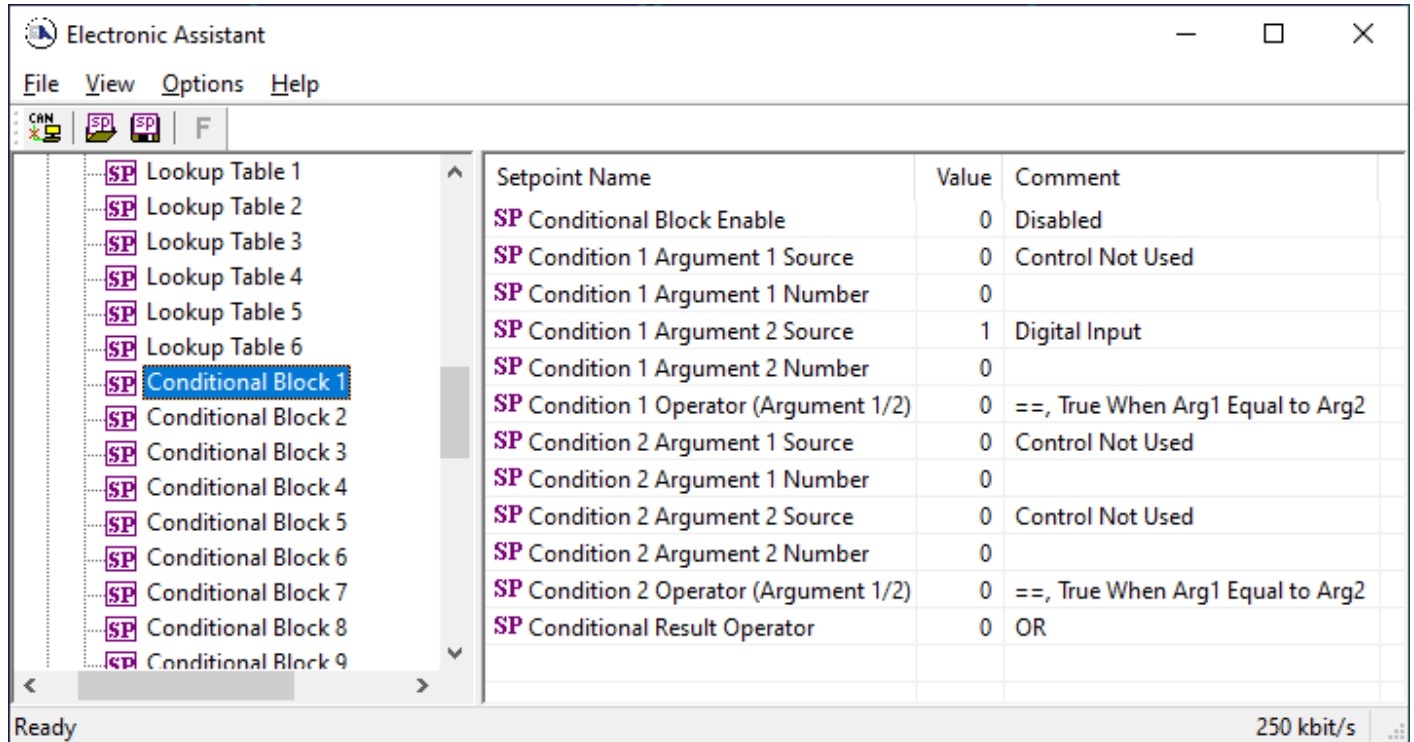 Electronic Assistant
File View Options Help
CAN SP SP F
SP Lookup Table 1
SP Lookup Table 2
SP Lookup Table 3
SP Lookup Table 4
SP Lookup Table 5
SP Lookup Table 6
SP Conditional Block 1
SP Conditional Block 2
SP Conditional Block 3
SP Conditional Block 4
SP Conditional Block 5
SP Conditional Block 6
SP Conditional Block 7
SP Conditional Block 8
SP Conditional Block 9
Setpoint Name Value Comment
SP Conditional Block Enable 0 Disabled
SP Condition 1 Argument 1 Source 0 Control Not Used
SP Condition 1 Argument 1 Number 0
SP Condition 1 Argument 2 Source 1 Digital Input
SP Condition 1 Argument 2 Number 0
SP Condition 1 Operator (Argument 1/2) 0 ==, True When Arg1 Equal to Arg2
SP Condition 2 Argument 1 Source 0 Control Not Used
SP Condition 2 Argument 1 Number 0
SP Condition 2 Argument 2 Source 0 Control Not Used
SP Condition 2 Argument 2 Number 0
SP Condition 2 Operator (Argument 1/2) 0 ==, True When Arg1 Equal to Arg2
SP Conditional Result Operator 0 OR
Ready 250 kbit/s